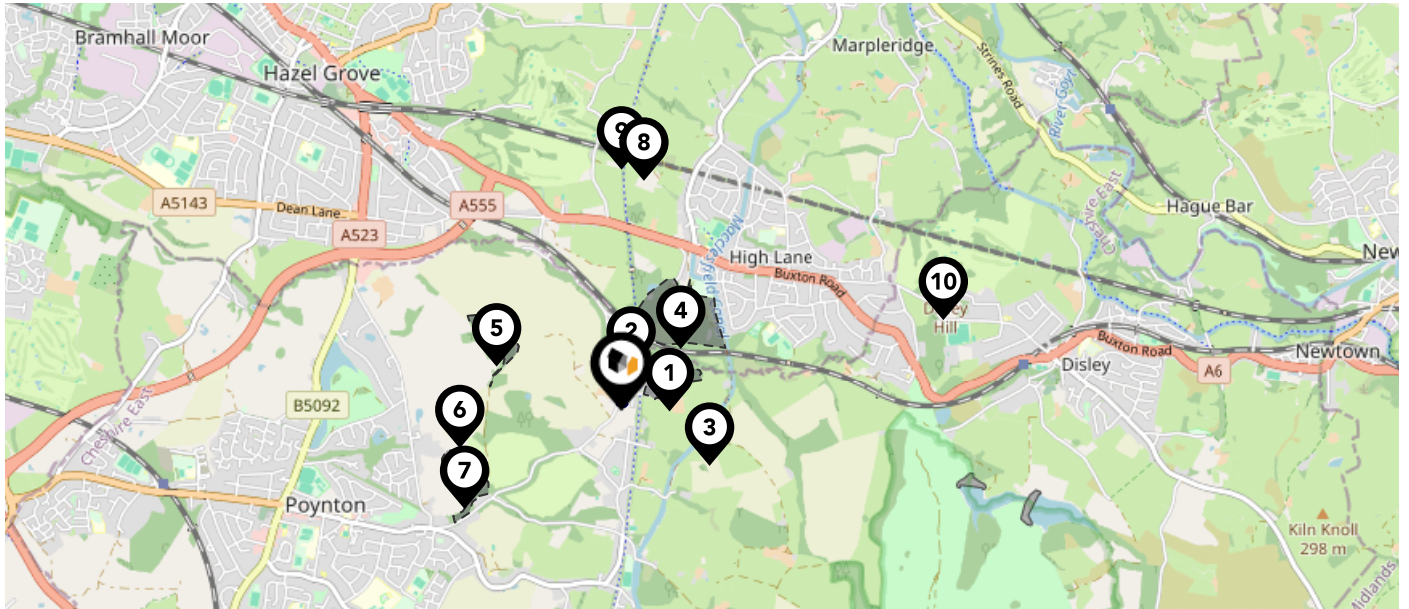 Bramhall Moor
Marpleridge
Strines Road
Hazel Grove
River Goyt
9
8
A5143
Dean Lane
A555
Hague Bar
A523
Cheshire East
New
High Lane
Buxton Road
10
4
Hill
5
2
Buxton Road
Newtown
1
Disley
A6
B5092
6
3
Cheshire East
7
Poynton
Kiln Knoll
298 m
Midlands